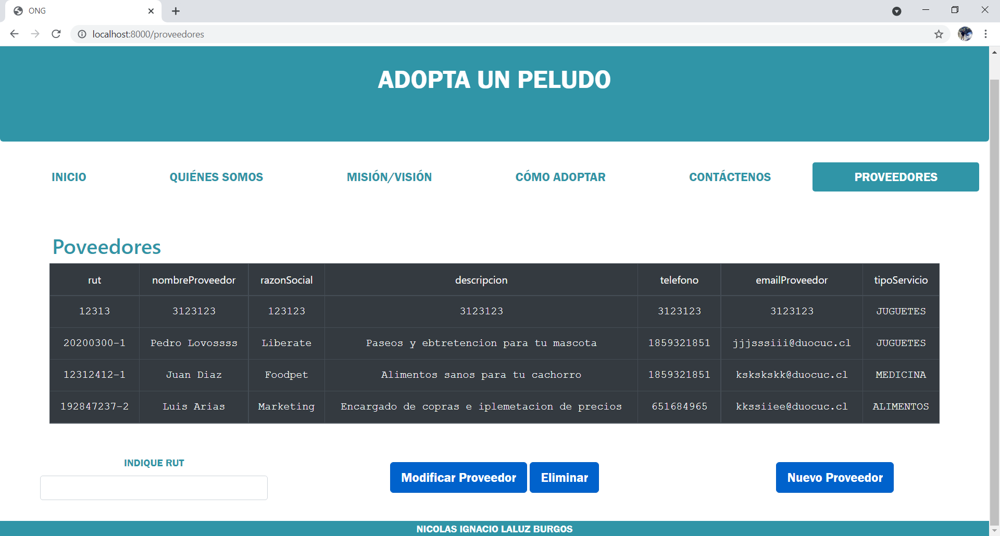 ONG
localhost:8000/proveedores
ADOPTA UN PELUDO
INICIO QUIÉNES SOMOS MISIÓN/VISIÓN CÓMO ADOPTAR CONTÁCTENOS PROVEEDORES
Poveedores
rut nombreProveedor razonSocial descripcion telefono emailProveedor tipoServicio
12313 3123123 123123 3123123 3123123 3123123 JUGUETES
20200300-1 Pedro Lovossss Liberate Paseos y ebtretencion para tu mascota 1859321851 jjjsssiii@duocuc.cl JUGUETES
12312412-1 Juan Diaz Foodpet Alimentos sanos para tu cachorro 1859321851 kskskskk@duocuc.cl MEDICINA
192847237-2 Luis Arias Marketing Encargado de copras e iplemetacion de precios 651684965 kkssiiee@duocuc.cl ALIMENTOS
INDIQUE RUT
Modificar Proveedor Eliminar Nuevo Proveedor
NICOLAS IGNACIO LALUZ BURGOS